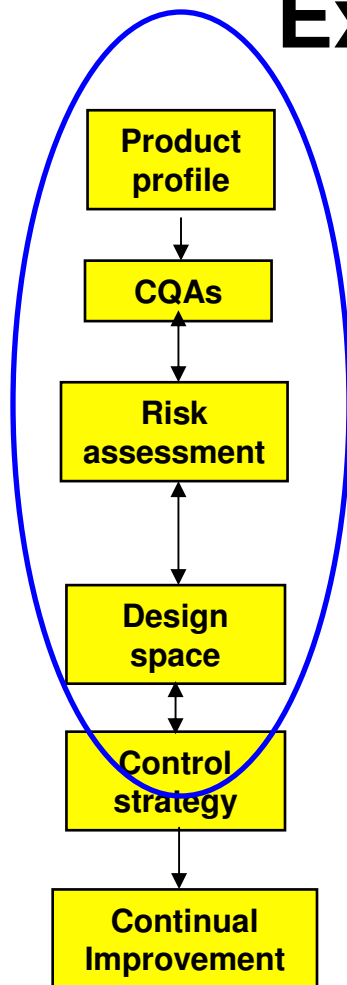 Ex
Product
profile
CQAs
Risk
assessment
Design
space
Control
strategy
Continual
Improvement